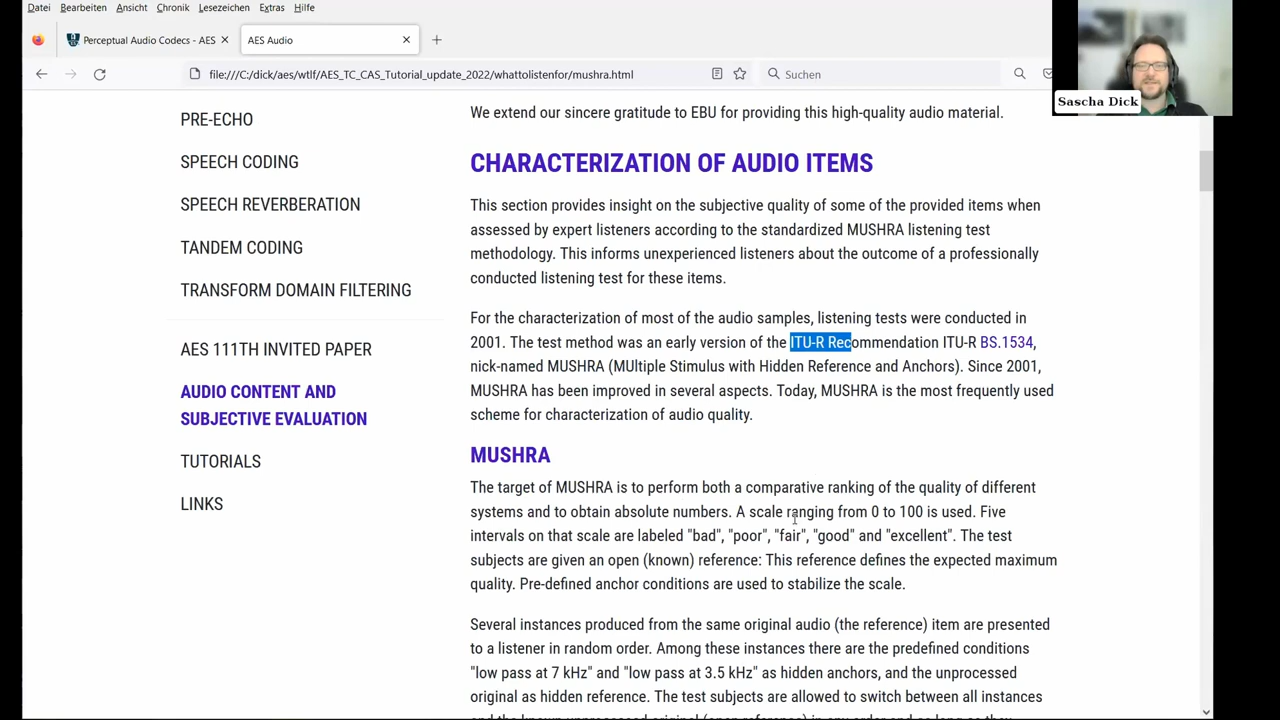 Datei Bearbeiten Ansicht Chronik Lesezeichen Extras Hilfe
Perceptual Audio Codecs - AES
AES Audio
file:///C:/dick/aes/wtlf/AES_TC_CAS_Tutorial_update_2022/whattolistenfor/mushra.html
Suchen
Sascha Dick
PRE-ECHO
SPEECH CODING
SPEECH REVERBERATION
TANDEM CODING
TRANSFORM DOMAIN FILTERING
AES 111TH INVITED PAPER
AUDIO CONTENT AND
SUBJECTIVE EVALUATION
TUTORIALS
LINKS
We extend our sincere gratitude to EBU for providing this high-quality audio material.
CHARACTERIZATION OF AUDIO ITEMS
This section provides insight on the subjective quality of some of the provided items when
assessed by expert listeners according to the standardized MUSHRA listening test
methodology. This informs unexperienced listeners about the outcome of a professionally
conducted listening test for these items.
For the characterization of most of the audio samples, listening tests were conducted in
2001. The test method was an early version of the ITU-R Recommendation ITU-R BS.1534,
nick-named MUSHRA (MUltiple Stimulus with Hidden Reference and Anchors). Since 2001,
MUSHRA has been improved in several aspects. Today, MUSHRA is the most frequently used
scheme for characterization of audio quality.
MUSHRA
The target of MUSHRA is to perform both a comparative ranking of the quality of different
systems and to obtain absolute numbers. A scale ranging from 0 to 100 is used. Five
intervals on that scale are labeled "bad", "poor", "fair", "good" and "excellent". The test
subjects are given an open (known) reference: This reference defines the expected maximum
quality. Pre-defined anchor conditions are used to stabilize the scale.
Several instances produced from the same original audio (the reference) item are presented
to a listener in random order. Among these instances there are the predefined conditions
"low pass at 7 kHz" and "low pass at 3.5 kHz" as hidden anchors, and the unprocessed
original as hidden reference. The test subjects are allowed to switch between all instances